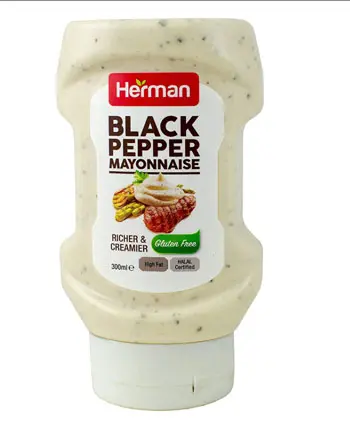 Herman
BLACK
PEPPER
MAYONNAISE
RICHER &
CREAMIER
Gluten Free
300ml e
High Fat
HALAL
Certified